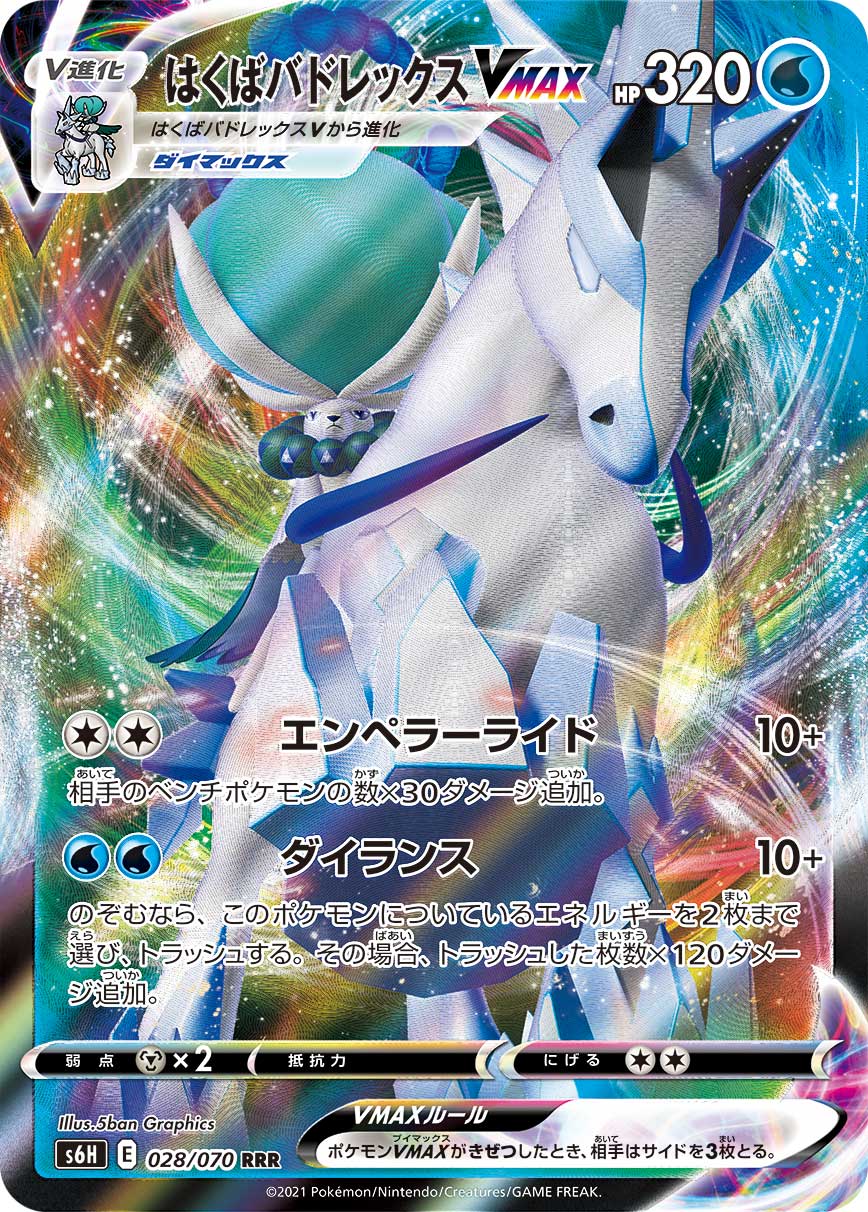 V進化
はくばバドレックスVMAX HP320
はくばバドレックスVから進化
ダイマックス
エンペラーライド 10+
相手のベンチポケモンの数×30ダメージ追加。
ダイランス 10+
のぞむなら、このポケモンについているエネルギーを2枚まで
選び、トラッシュする。その場合、トラッシュした枚数×120ダメー
ジ追加。
弱点 ×2 抵抗力 にげる
Illus.5ban Graphics
VMAXルール
ポケモンVMAXがきぜつしたとき、相手はサイドを3枚とる。
s6H E 028/070 RRR
©2021 Pokémon/Nintendo/Creatures/GAME FREAK.